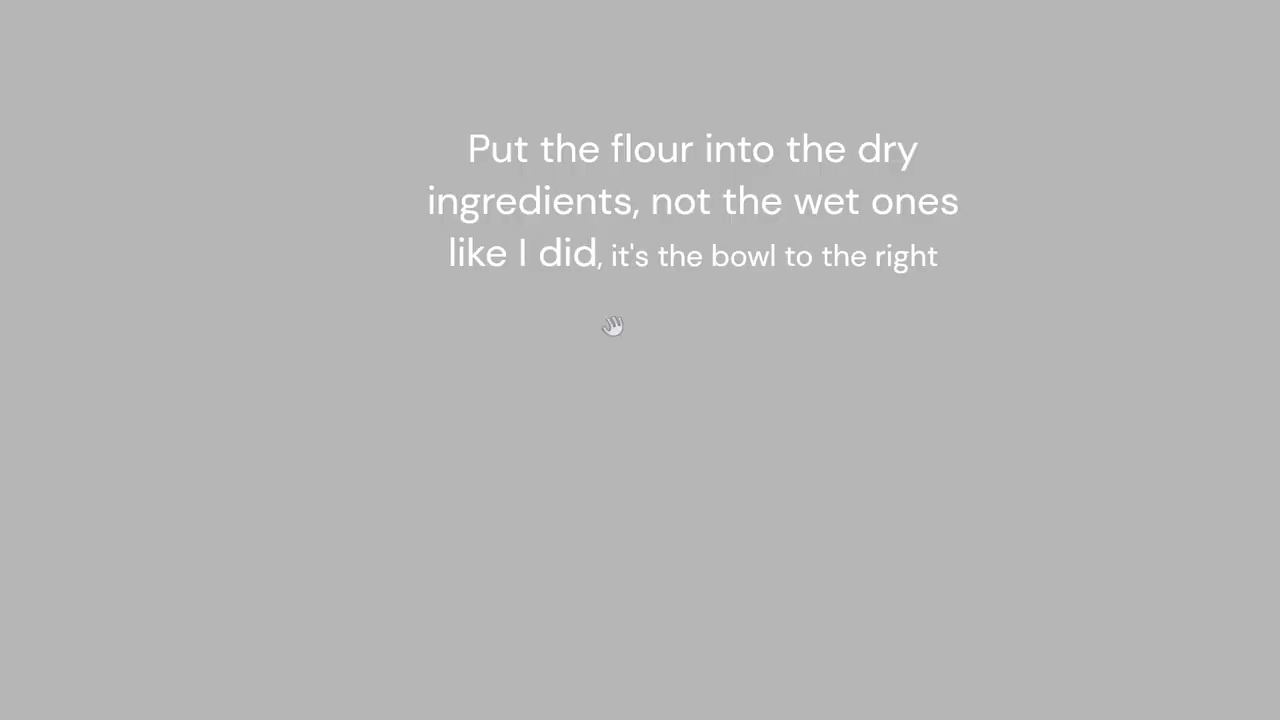 Put the flour into the dry
ingredients, not the wet ones
like I did, it's the bowl to the right